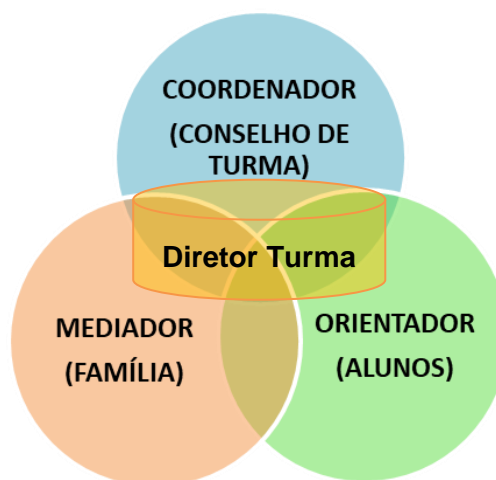 COORDENADOR
(CONSELHO DE
TURMA)
Diretor Turma
MEDIADOR
(FAMÍLIA)
ORIENTADOR
(ALUNOS)